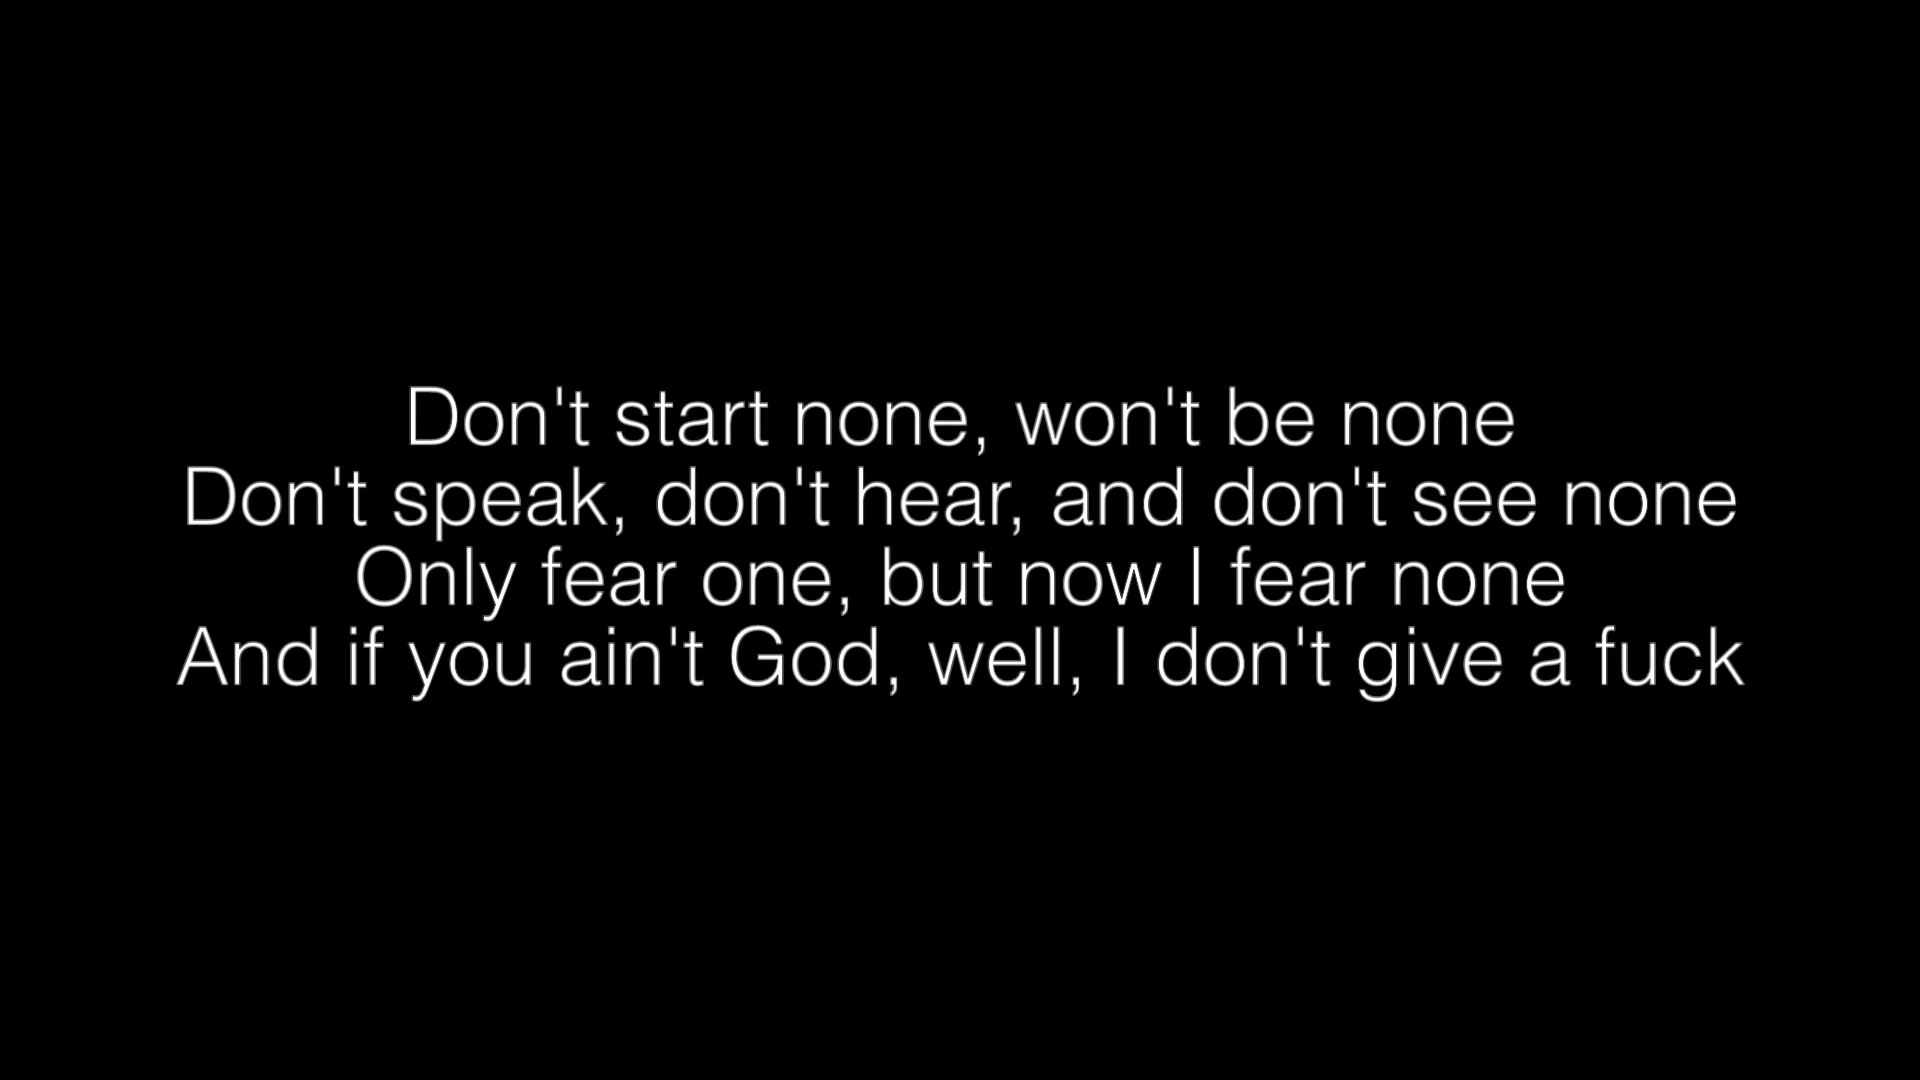 Don't start none, won't be none
Don't speak, don't hear, and don't see none
Only fear one, but now I fear none
And if you ain't God, well, I don't give a fuck